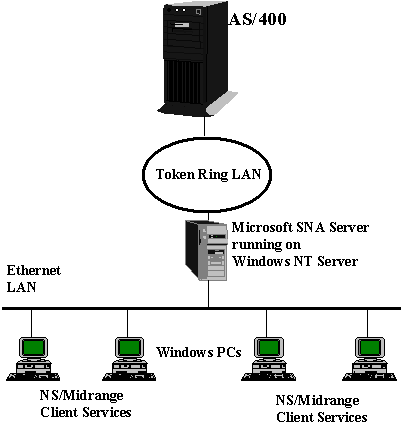 AS/400
Token Ring LAN
Microsoft SNA Server
running on
Windows NT Server
Ethernet
LAN
Windows PCs
NS/Midrange
Client Services
NS/Midrange
Client Services